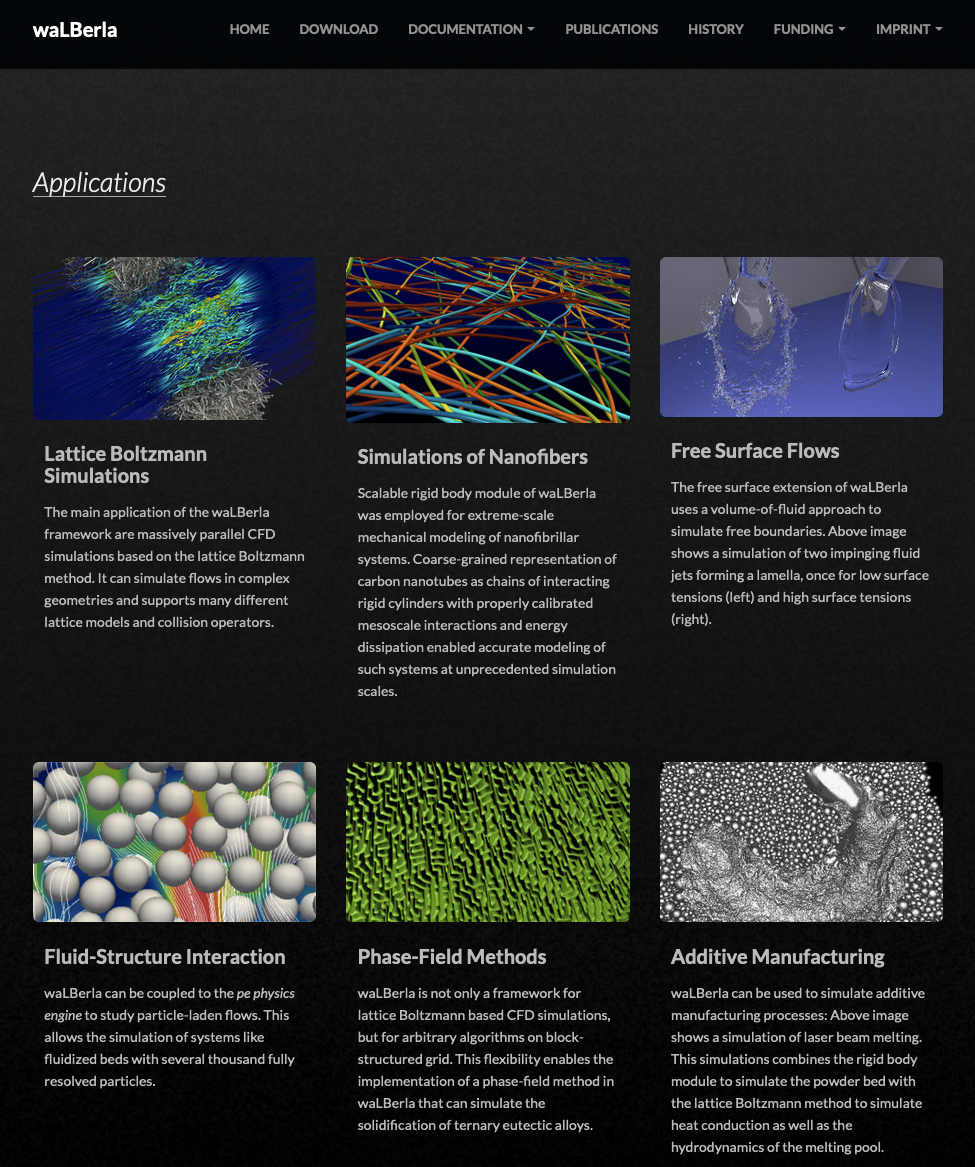 waLBerla
HOME
DOWNLOAD
DOCUMENTATION
PUBLICATIONS
HISTORY
FUNDING
IMPRINT
Applications
Lattice Boltzmann
Simulations
The main application of the waLBerla
framework are massively parallel CFD
simulations based on the lattice Boltzmann
method. It can simulate flows in complex
geometries and supports many different
lattice models and collision operators.
Simulations of Nanofibers
Scalable rigid body module of waLBerla
was employed for extreme-scale
mechanical modeling of nanofibrillar
systems. Coarse-grained representation of
carbon nanotubes as chains of interacting
rigid cylinders with properly calibrated
mesoscale interactions and energy
dissipation enabled accurate modeling of
such systems at unprecedented simulation
scales.
Free Surface Flows
The free surface extension of waLBerla
uses a volume-of-fluid approach to
simulate free boundaries. Above image
shows a simulation of two impinging fluid
jets forming a lamella, once for low surface
tensions (left) and high surface tensions
(right).
Fluid-Structure Interaction
waLBerla can be coupled to the pe physics
engine to study particle-laden flows. This
allows the simulation of systems like
fluidized beds with several thousand fully
resolved particles.
Phase-Field Methods
waLBerla is not only a framework for
lattice Boltzmann based CFD simulations,
but for arbitrary algorithms on block-
structured grid. This flexibility enables the
implementation of a phase-field method in
waLBerla that can simulate the
solidification of ternary eutectic alloys.
Additive Manufacturing
waLBerla can be used to simulate additive
manufacturing processes: Above image
shows a simulation of laser beam melting.
This simulations combines the rigid body
module to simulate the powder bed with
the lattice Boltzmann method to simulate
heat conduction as well as the
hydrodynamics of the melting pool.